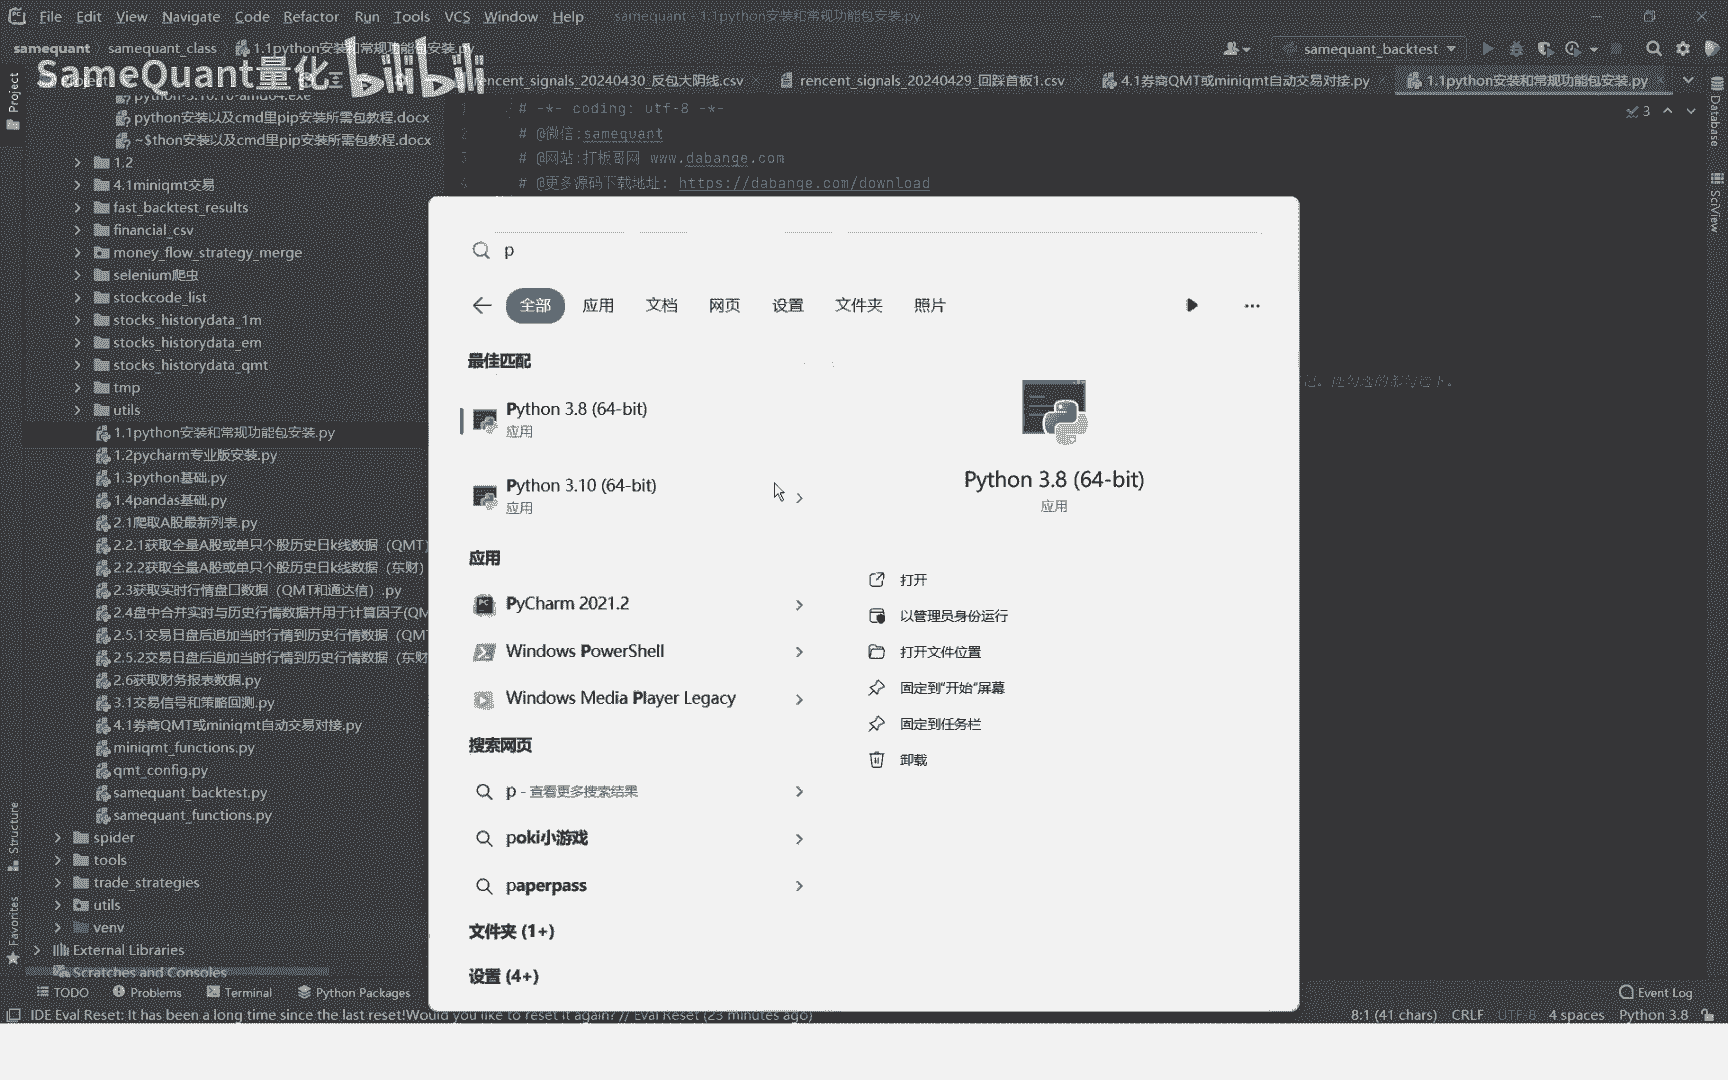 File Edit View Navigate Code Refactor Run Tools VCS Window Help samequant - 1.1python安装和常规功能包安装.py
samequant samequant_class 1.1python安装和常规功能包安装.py samequant_backtest
SameQuant量化 bilibili
rencent_signals_20240430_反包大阴线.csv rencent_signals_20240429_回踩首板1.csv 4.1券商QMT或miniqmt自动交易对接.py 1.1python安装和常规功能包安装.py
Project
Database
SciView
Structure
Favorites
python-3.10.10-amd64.exe
python安装以及cmd里pip安装所需包教程.docx
~$thon安装以及cmd里pip安装所需包教程.docx
1.2
4.1miniqmt交易
fast_backtest_results
financial_csv
money_flow_strategy_merge
selenium爬虫
stockcode_list
stocks_historydata_1m
stocks_historydata_em
stocks_historydata_qmt
tmp
utils
1.1python安装和常规功能包安装.py
1.2pycharm专业版安装.py
1.3python基础.py
1.4pandas基础.py
2.1爬取A股最新列表.py
2.2.1获取全量A股或单只个股历史日k线数据（QMT）
2.2.2获取全量A股或单只个股历史日k线数据（东财）
2.3获取实时行情盘口数据（QMT和通达信）.py
2.4盘中合并实时与历史行情数据并用于计算因子(QM
2.5.1交易日盘后追加当时行情到历史行情数据（QMT
2.5.2交易日盘后追加当时行情到历史行情数据（东财
2.6获取财务报表数据.py
3.1交易信号和策略回测.py
4.1券商QMT或miniqmt自动交易对接.py
miniqmt_functions.py
qmt_config.py
samequant_backtest.py
samequant_functions.py
spider
tools
trade_strategies
utils
venv
External Libraries
Scratches and Consoles
# -*- coding: utf-8 -*-
# @微信:samequant
# @网站:打板哥网 www.dabange.com
# @更多源码下载地址: https://dabange.com/download
3
p
全部 应用 文档 网页 设置 文件夹 照片
最佳匹配
Python 3.8 (64-bit)
应用
Python 3.10 (64-bit)
应用
应用
PyCharm 2021.2
Windows PowerShell
Windows Media Player Legacy
搜索网页
p - 查看更多搜索结果
poki小游戏
paperpass
文件夹 (1+)
设置 (4+)
Python 3.8 (64-bit)
应用
打开
以管理员身份运行
打开文件位置
固定到"开始"屏幕
固定到任务栏
卸载
TODO Problems Terminal Python Packages Event Log
IDE Eval Reset: It has been a long time since the last reset!Would you like to reset it again? // Eval Reset (23 minutes ago) 8:1 (41 chars) CRLF UTF-8 4 spaces Python 3.8